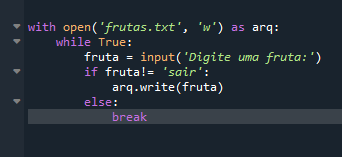 with open('frutas.txt', 'w') as arq:
    while True:
        fruta = input('Digite uma fruta:')
        if fruta!= 'sair':
            arq.write(fruta)
        else:
            break